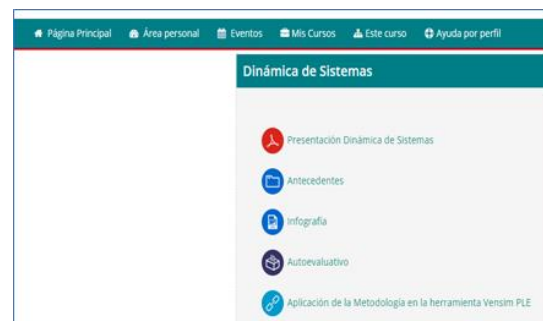 Página Principal Área personal Eventos Mis Cursos Este curso Ayuda por perfil
Dinámica de Sistemas
Presentación Dinámica de Sistemas
Antecedentes
Infografía
Autoevaluativo
Aplicación de la Metodología en la herramienta Vensim PLE